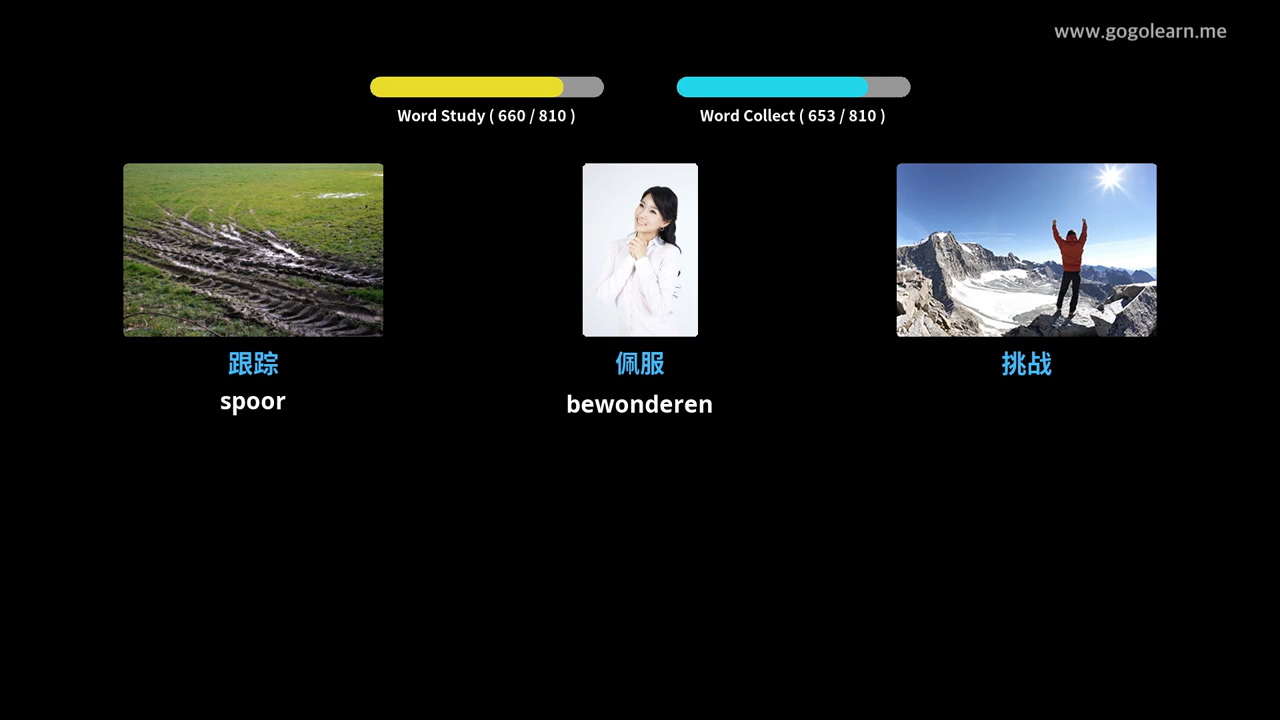 www.gogolearn.me
Word Study ( 660 / 810 )
Word Collect ( 653 / 810 )
跟踪
佩服
挑战
spoor
bewonderen